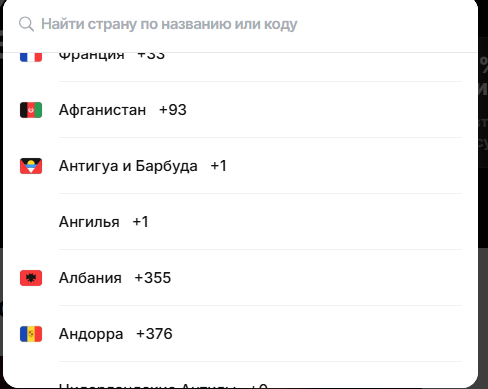 Найти страну по названию или коду
Франция +33
Афганистан +93
Антигуа и Барбуда +1
Ангилья +1
Албания +355
Андорра +376